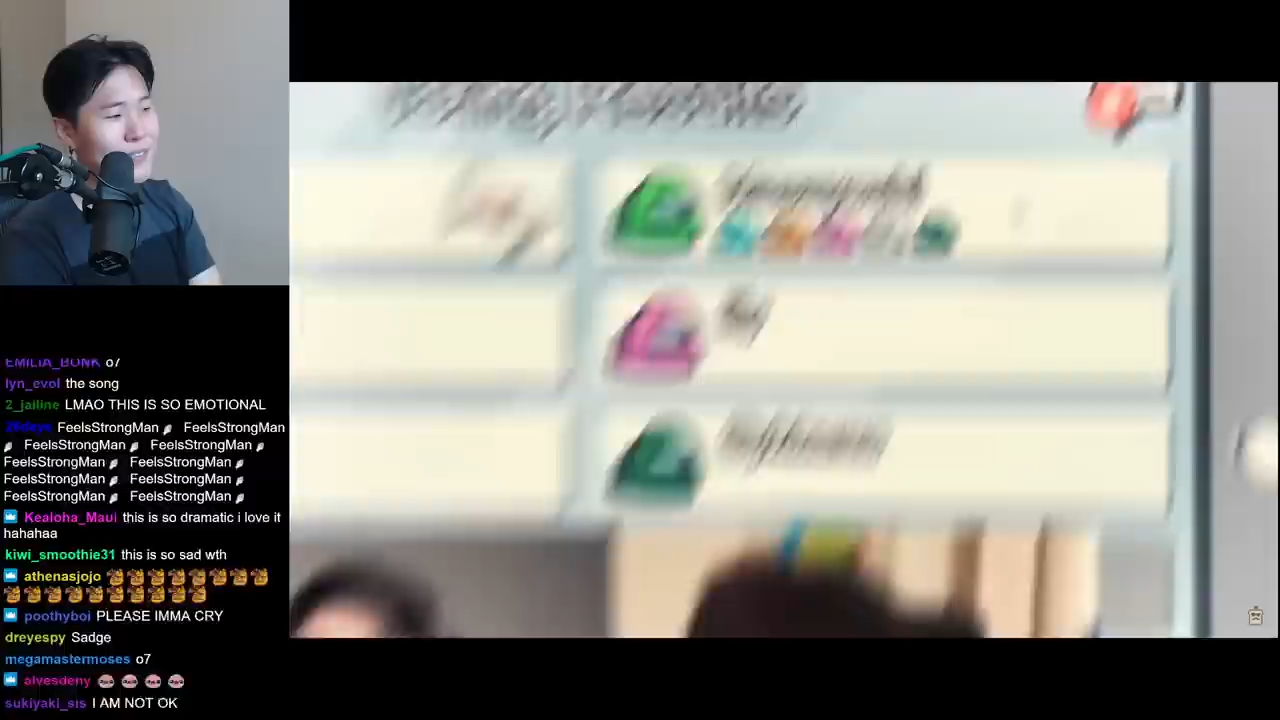 EMILIA_BONK o7
lyn_evol the song
2_jailine LMAO THIS IS SO EMOTIONAL
26days FeelsStrongMan FeelsStrongMan
FeelsStrongMan FeelsStrongMan
FeelsStrongMan FeelsStrongMan
FeelsStrongMan FeelsStrongMan
FeelsStrongMan FeelsStrongMan
Kealoha_Maui this is so dramatic i love it
hahahaa
kiwi_smoothie31 this is so sad wth
athenasjojo
poothyboi PLEASE IMMA CRY
dreyespy Sadge
megamastermoses o7
alvesdeny
sukiyaki_sis I AM NOT OK